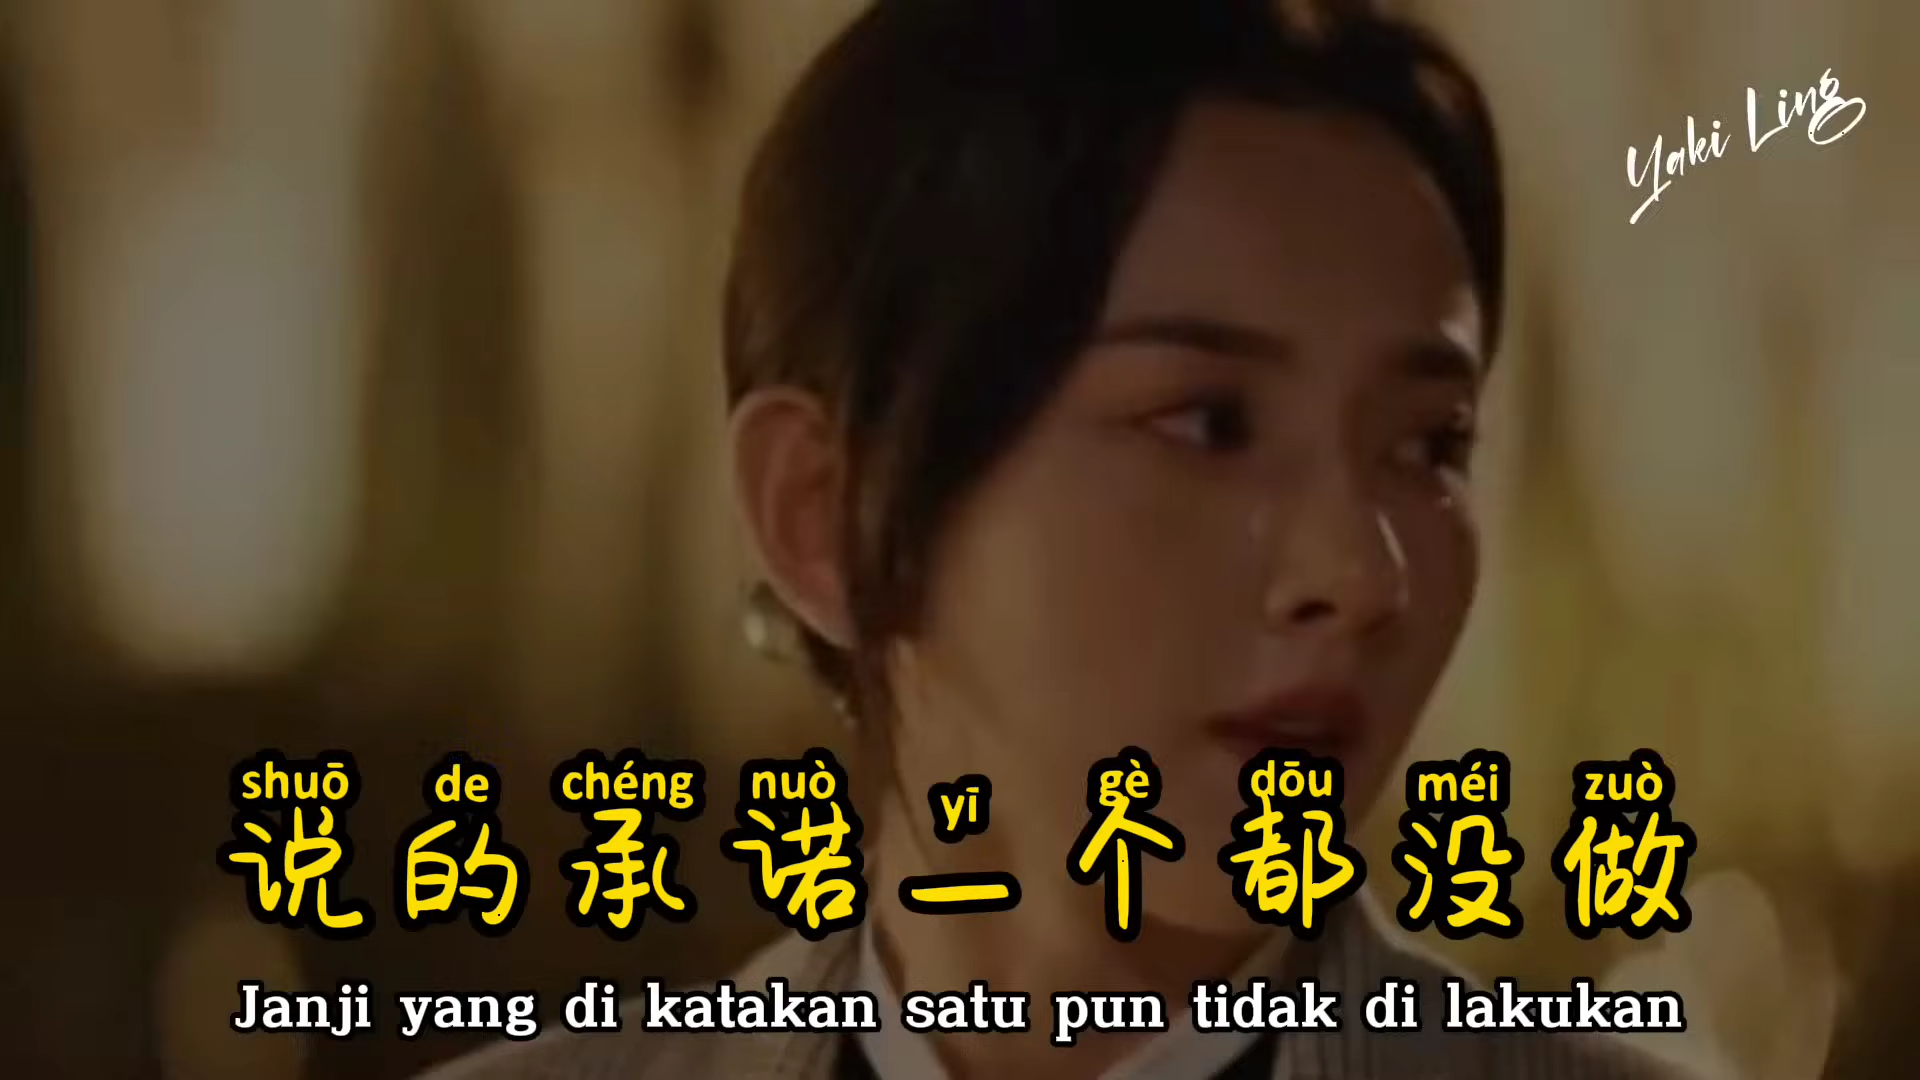 Yaki Ling
shuō de chéng nuò yī gè dōu méi zuò
说的承诺一个都没做
Janji yang di katakan satu pun tidak di lakukan